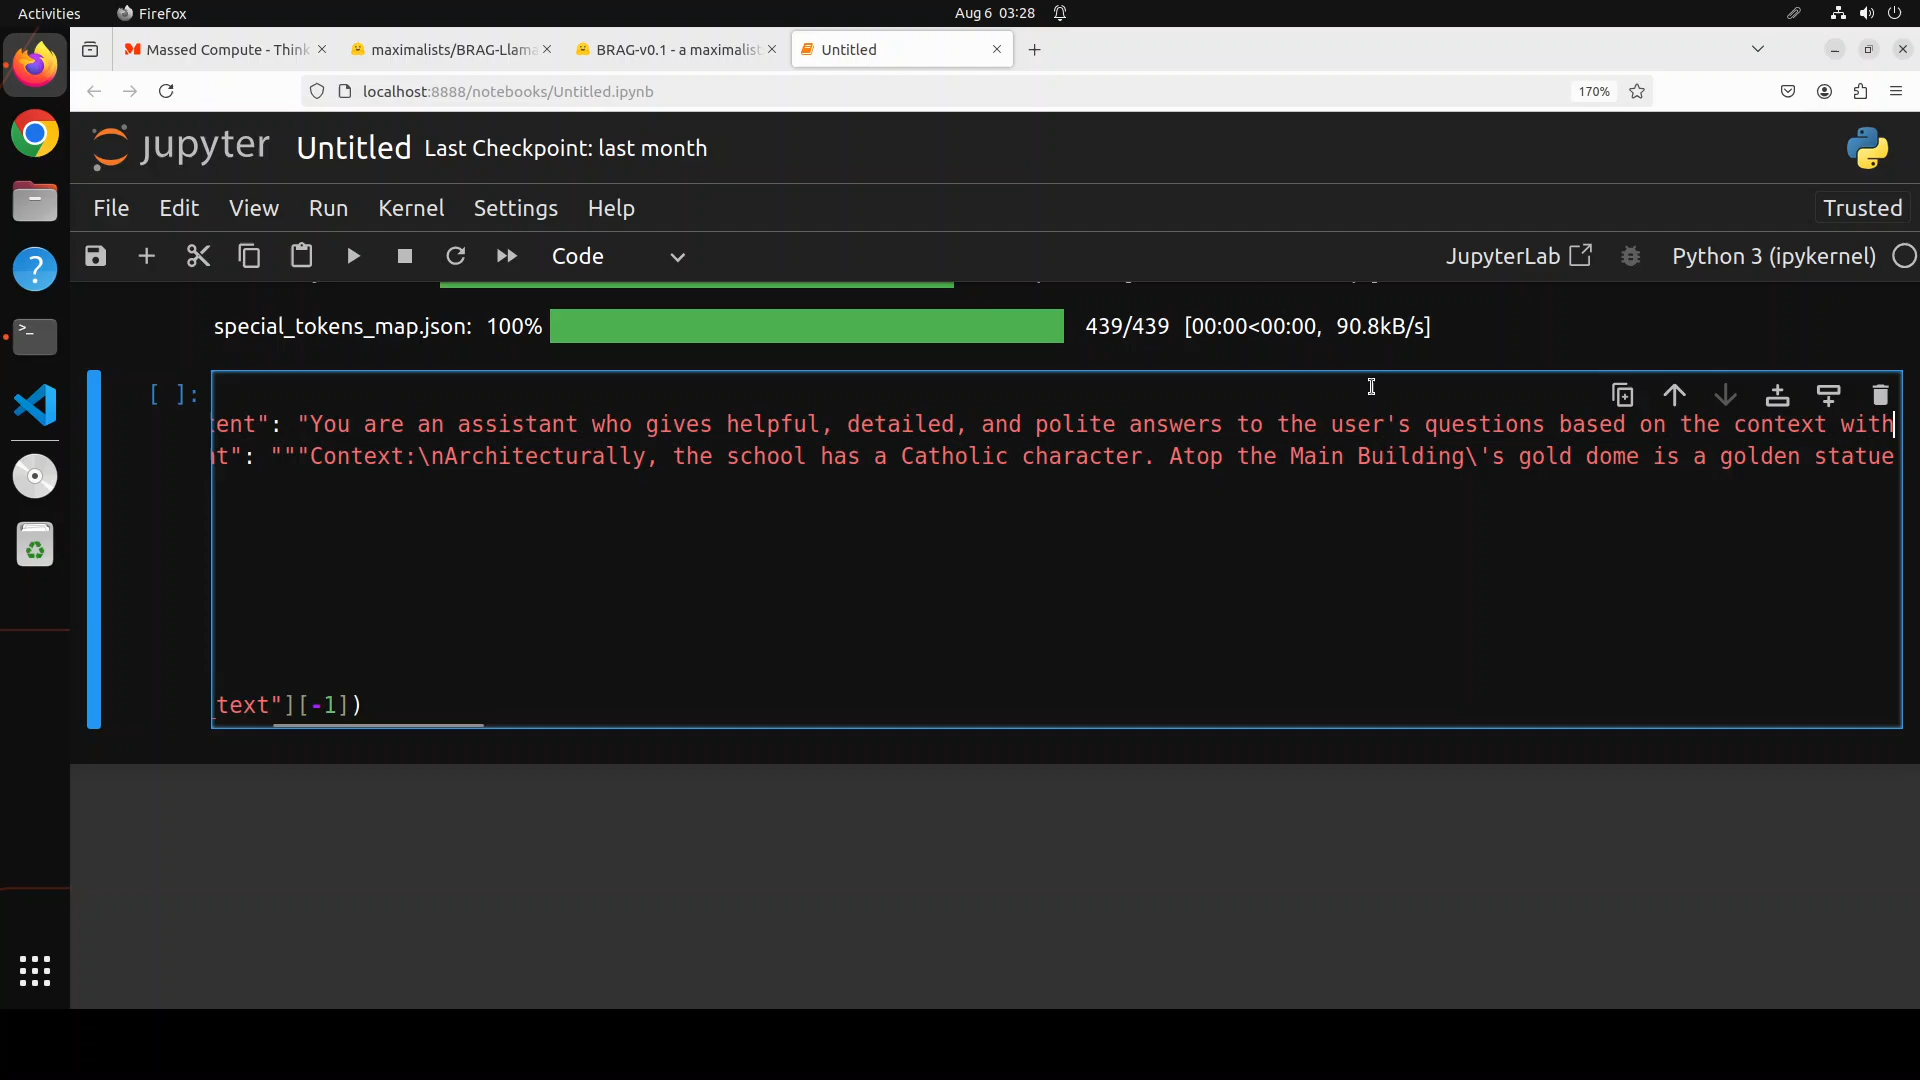 Activities
Firefox
Aug 6 03:28
Massed Compute - Think
maximalists/BRAG-Llama
BRAG-v0.1 - a maximalist
Untitled
localhost:8888/notebooks/Untitled.ipynb
170%
jupyter
Untitled Last Checkpoint: last month
File Edit View Run Kernel Settings Help
Trusted
Code
JupyterLab
Python 3 (ipykernel)
special_tokens_map.json: 100% 439/439 [00:00<00:00, 90.8kB/s]
[ ]:
ent": "You are an assistant who gives helpful, detailed, and polite answers to the user's questions based on the context with
t": """Context:\nArchitecturally, the school has a Catholic character. Atop the Main Building\'s gold dome is a golden statue
text"][-1])